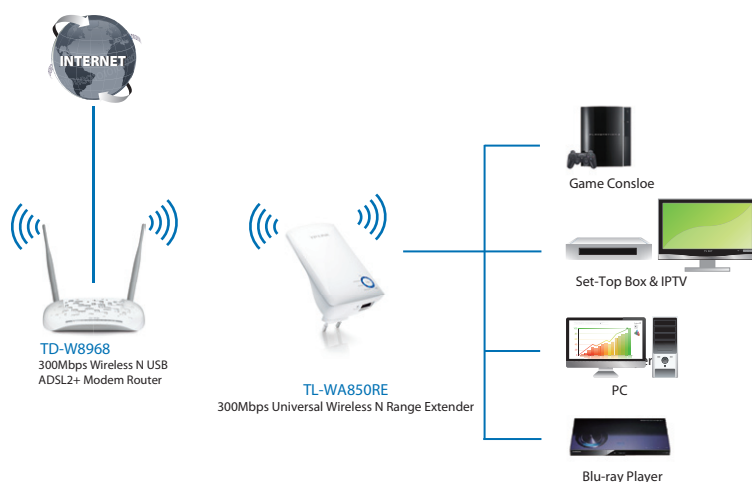 INTERNET
TD-W8968
300Mbps Wireless N USB
ADSL2+ Modem Router
TL-WA850RE
300Mbps Universal Wireless N Range Extender
Game Consloe
Set-Top Box & IPTV
PC
Blu-ray Player